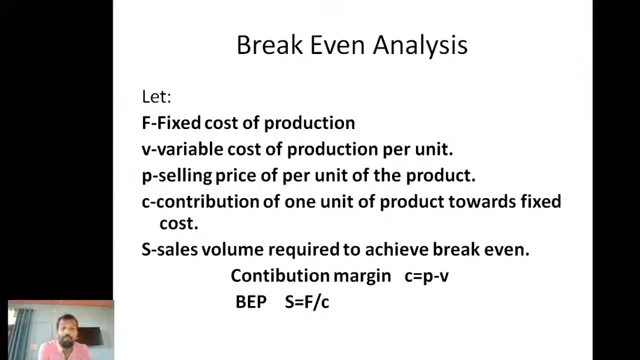 Break Even Analysis
Let:
F-Fixed cost of production
v-variable cost of production per unit.
p-selling price of per unit of the product.
c-contribution of one unit of product towards fixed
cost.
S-sales volume required to achieve break even.
Contibution margin c=p-v
BEP S=F/c